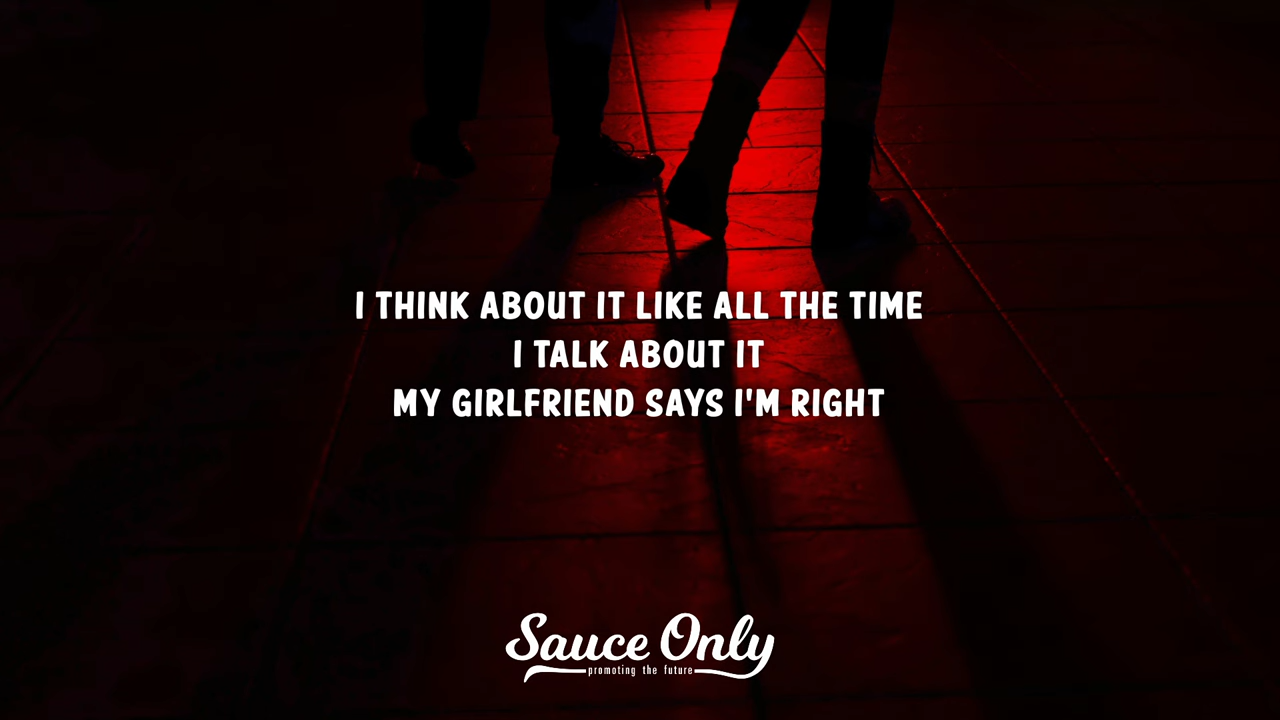 I THINK ABOUT IT LIKE ALL THE TIME
I TALK ABOUT IT
MY GIRLFRIEND SAYS I'M RIGHT
Sauce Only
promoting the future